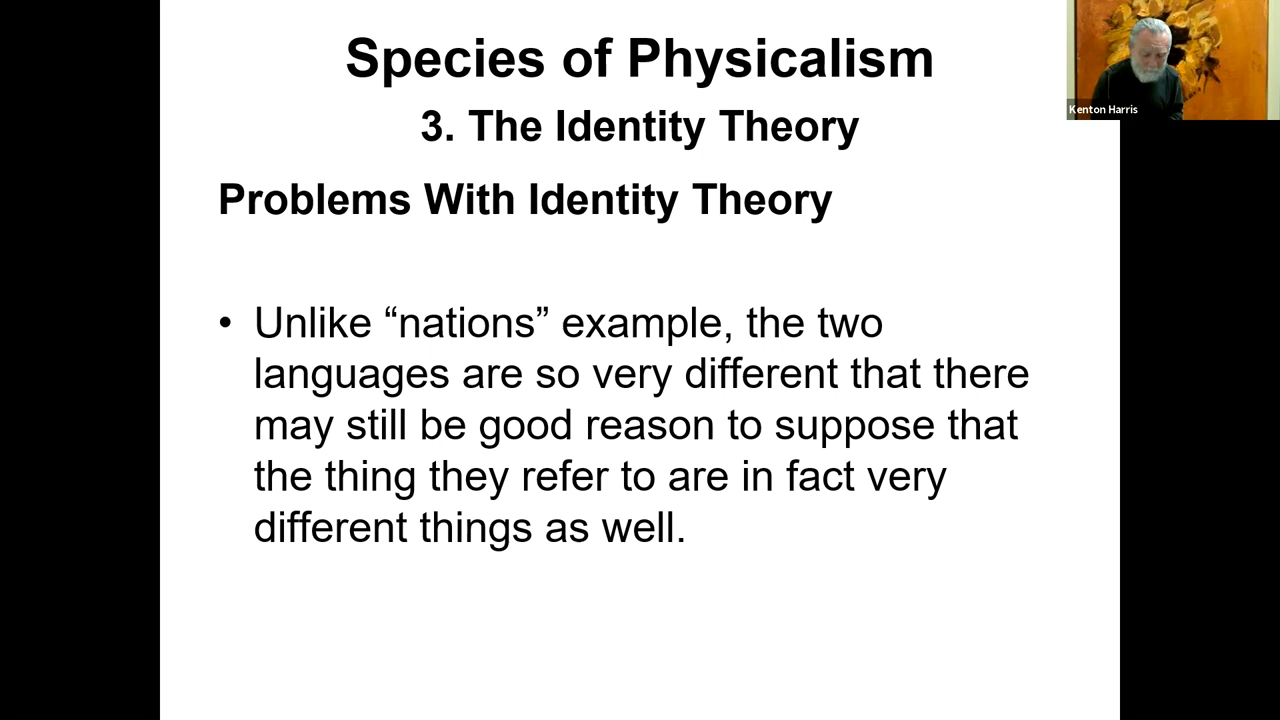 Species of Physicalism
3. The Identity Theory
Problems With Identity Theory
• Unlike “nations” example, the two
languages are so very different that there
may still be good reason to suppose that
the thing they refer to are in fact very
different things as well.
Kenton Harris